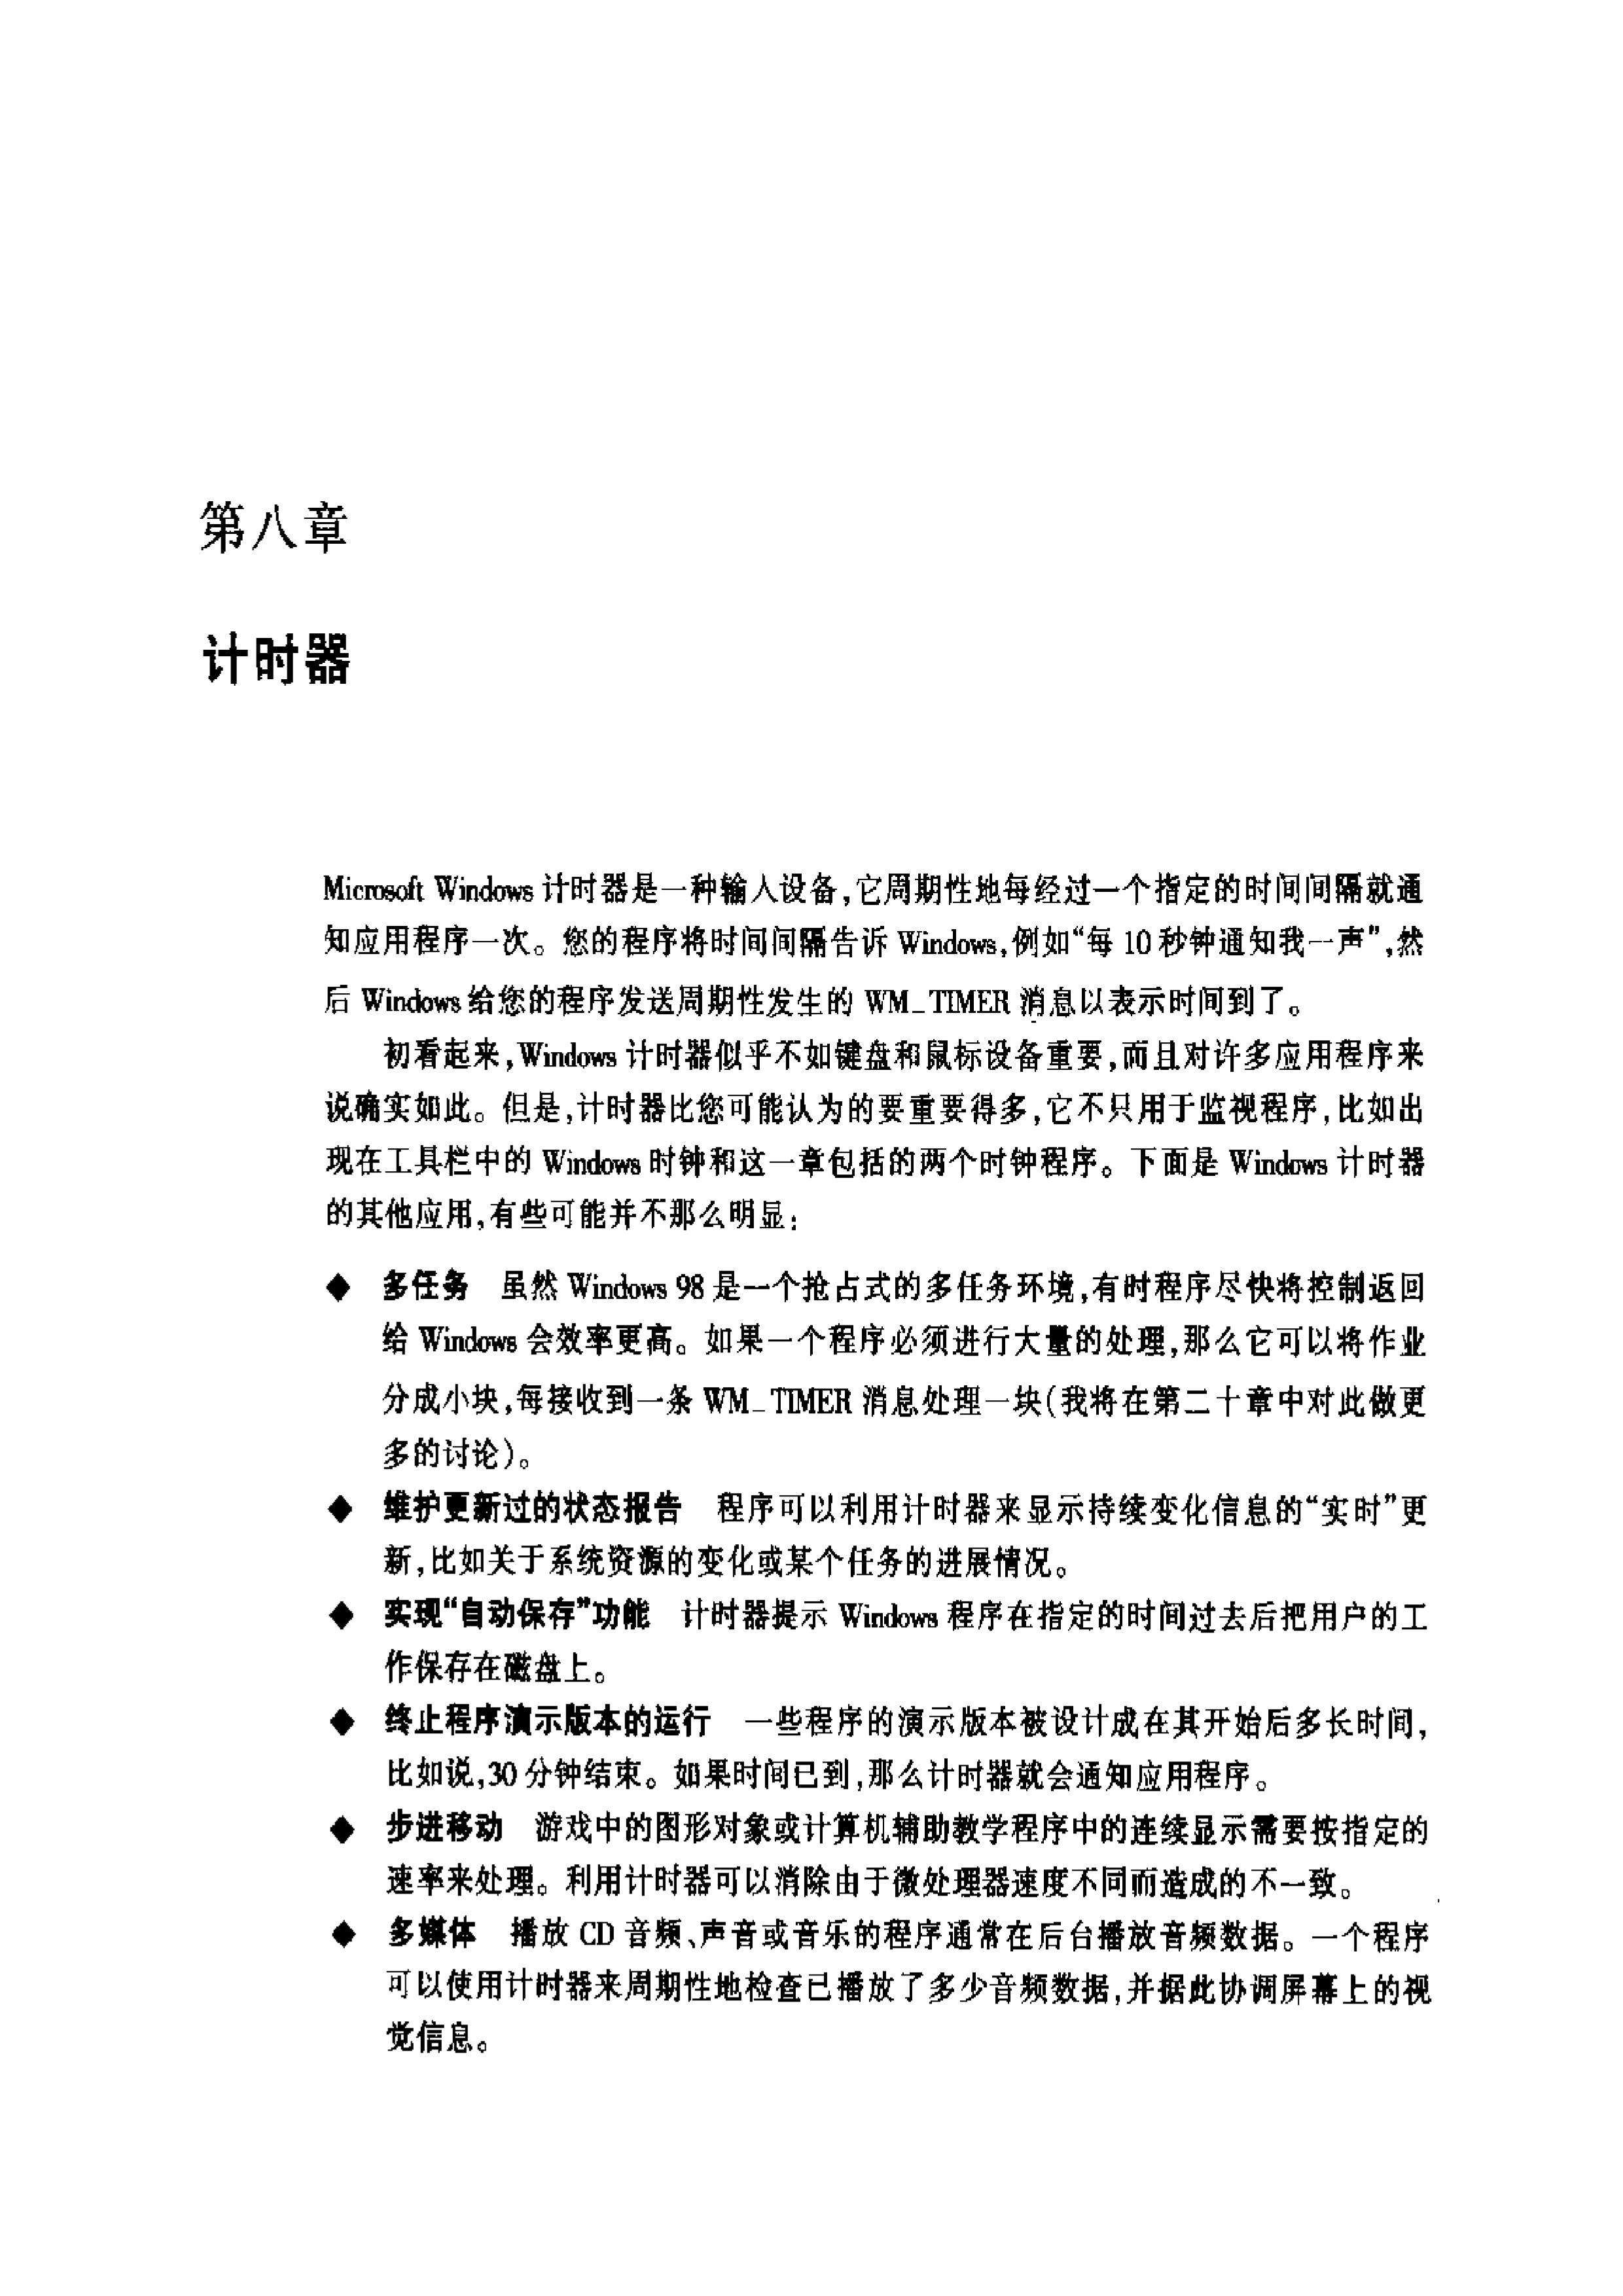 第八章
计时器
Microsoft Windows 计时器是一种输入设备,它周期性地每经过一个指定的时间间隔就通
知应用程序一次。您的程序将时间间隔告诉 Windows,例如“每 10 秒钟通知我一声”,然
后 Windows 给您的程序发送周期性发生的 WM_TIMER 消息以表示时间到了。
初看起来,Windows 计时器似乎不如键盘和鼠标设备重要,而且对许多应用程序来
说确实如此。但是,计时器比您可能认为的要重要得多,它不只用于监视程序,比如出
现在工具栏中的 Windows 时钟和这一章包括的两个时钟程序。下面是 Windows 计时器
的其他应用,有些可能并不那么明显:
◆ 多任务 虽然 Windows 98 是一个抢占式的多任务环境,有时程序尽快将控制返回
给 Windows 会效率更高。如果一个程序必须进行大量的处理,那么它可以将作业
分成小块,每接收到一条 WM_TIMER 消息处理一块(我将在第二十章中对此做更
多的讨论)。
◆ 维护更新过的状态报告 程序可以利用计时器来显示持续变化信息的“实时”更
新,比如关于系统资源的变化或某个任务的进展情况。
◆ 实现“自动保存”功能 计时器提示 Windows 程序在指定的时间过去后把用户的工
作保存在磁盘上。
◆ 终止程序演示版本的运行 一些程序的演示版本被设计成在其开始后多长时间,
比如说,30 分钟结束。如果时间已到,那么计时器就会通知应用程序。
◆ 步进移动 游戏中的图形对象或计算机辅助教学程序中的连续显示需要按指定的
速率来处理。利用计时器可以消除由于微处理器速度不同而造成的不一致。
◆ 多媒体 播放 CD 音频、声音或音乐的程序通常在后台播放音频数据。一个程序
可以使用计时器来周期性地检查已播放了多少音频数据,并据此协调屏幕上的视
觉信息。